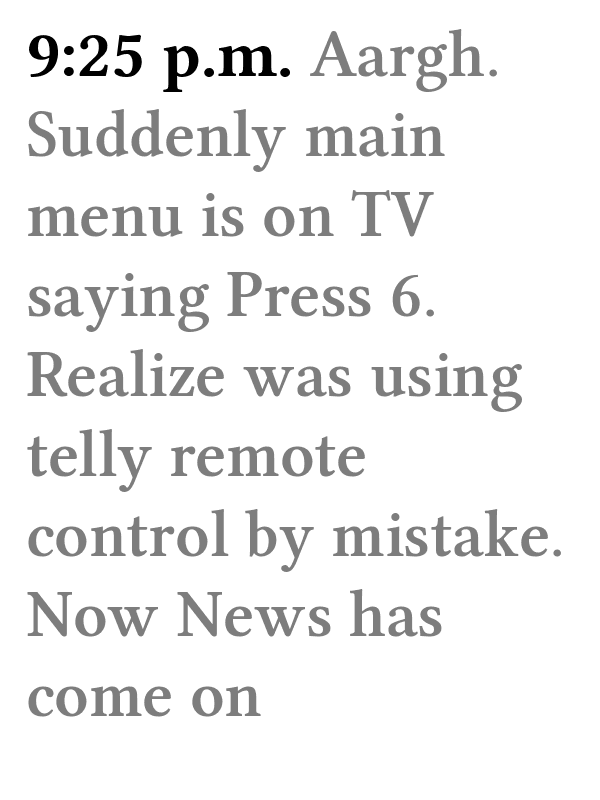 9:25 p.m. Aargh.
Suddenly main
menu is on TV
saying Press 6.
Realize was using
telly remote
control by mistake.
Now News has
come on